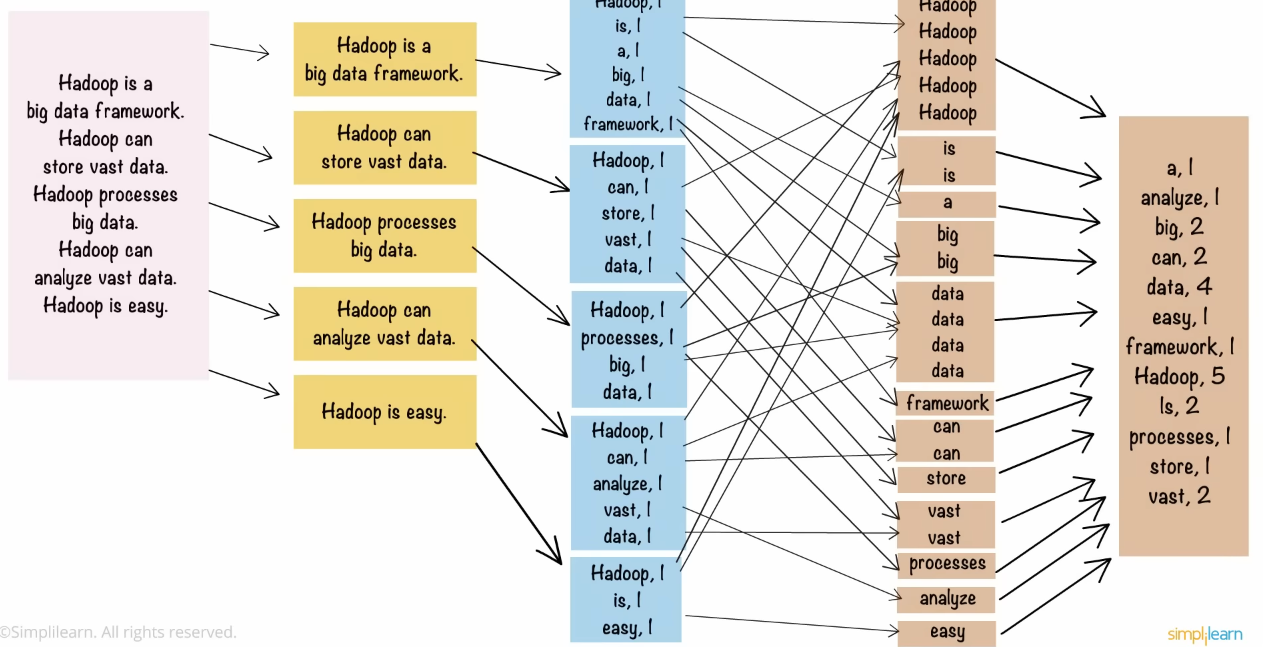 Hadoop is a
big data framework.
Hadoop can
store vast data.
Hadoop processes
big data.
Hadoop can
analyze vast data.
Hadoop is easy.
Hadoop is a
big data framework.
Hadoop can
store vast data.
Hadoop processes
big data.
Hadoop can
analyze vast data.
Hadoop is easy.
Hadoop, 1
is, 1
a, 1
big, 1
data, 1
framework, 1
Hadoop, 1
can, 1
store, 1
vast, 1
data, 1
Hadoop, 1
processes, 1
big, 1
data, 1
Hadoop, 1
can, 1
analyze, 1
vast, 1
data, 1
Hadoop, 1
is, 1
easy, 1
Hadoop
Hadoop
Hadoop
Hadoop
Hadoop
is
is
a
big
big
data
data
data
data
framework
can
can
store
vast
vast
processes
analyze
easy
a, 1
analyze, 1
big, 2
can, 2
data, 4
easy, 1
framework, 1
Hadoop, 5
Is, 2
processes, 1
store, 1
vast, 2
©Simplilearn. All rights reserved.
simplilearn